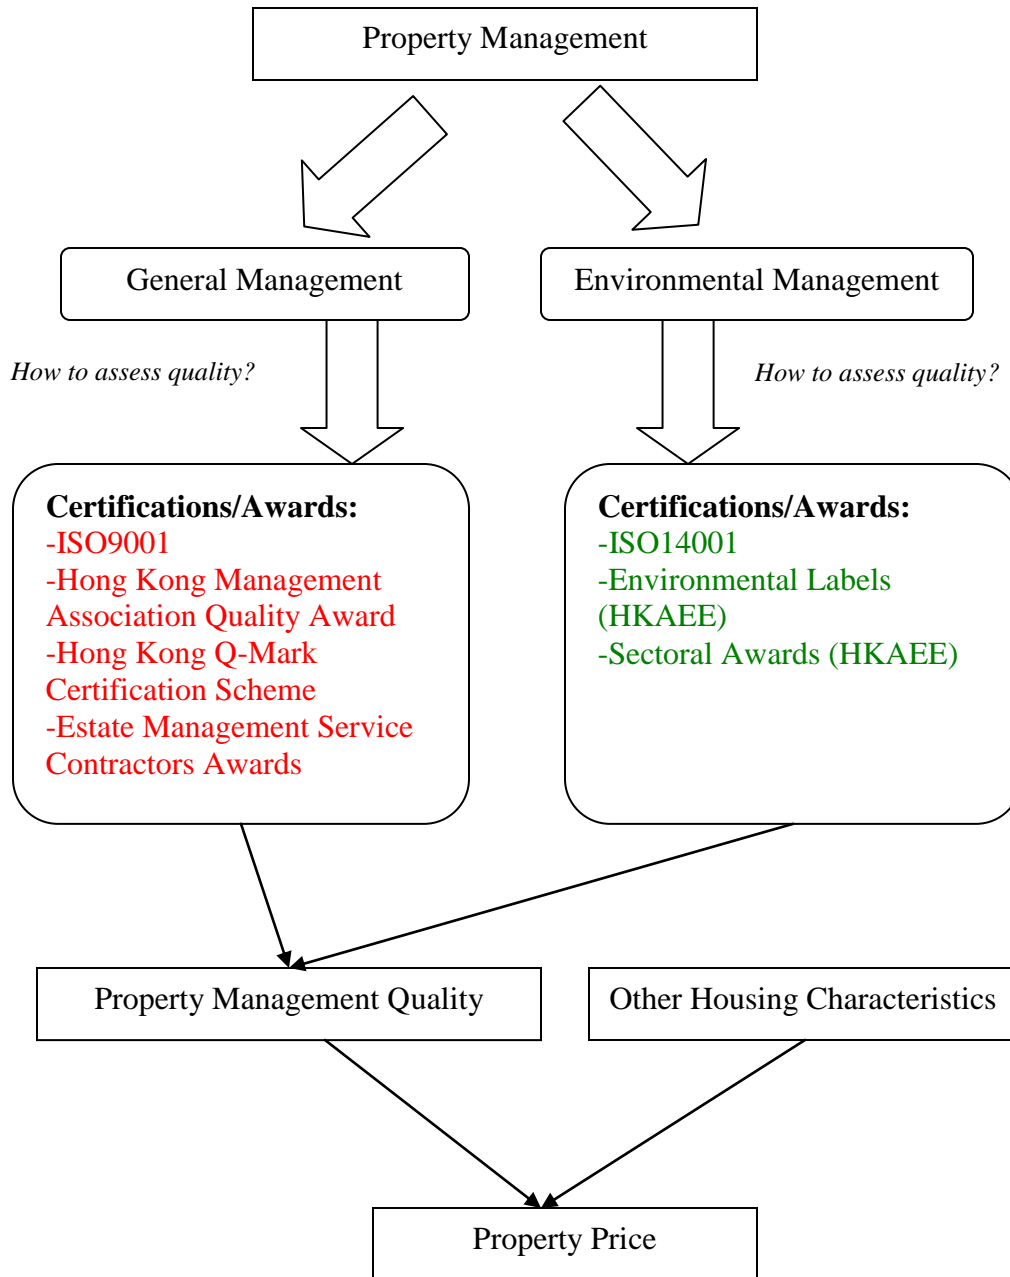 Property Management
General Management
Environmental Management
How to assess quality?
How to assess quality?
Certifications/Awards:
-ISO9001
-Hong Kong Management
Association Quality Award
-Hong Kong Q-Mark
Certification Scheme
-Estate Management Service
Contractors Awards
Certifications/Awards:
-ISO14001
-Environmental Labels
(HKAEE)
-Sectoral Awards (HKAEE)
Property Management Quality
Other Housing Characteristics
Property Price